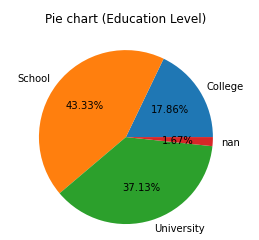 Pie chart (Education Level)
School
College
43.33%
17.86%
1.67%
nan
37.13%
University